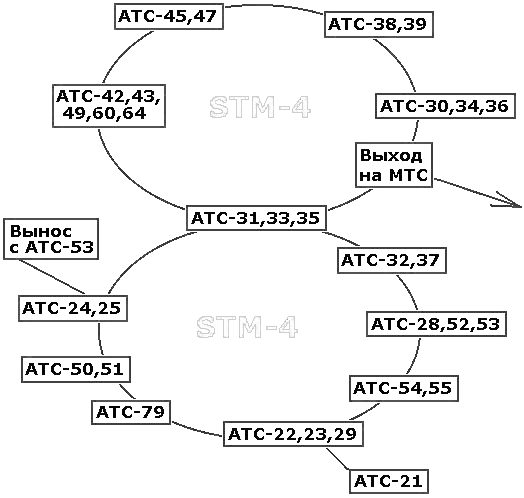 АТС-45,47
АТС-38,39
АТС-42,43,
49,60,64
STM-4
АТС-30,34,36
Выход
на МТС
АТС-31,33,35
Вынос
с АТС-53
АТС-32,37
АТС-24,25
STM-4
АТС-28,52,53
АТС-50,51
АТС-54,55
АТС-79
АТС-22,23,29
АТС-21